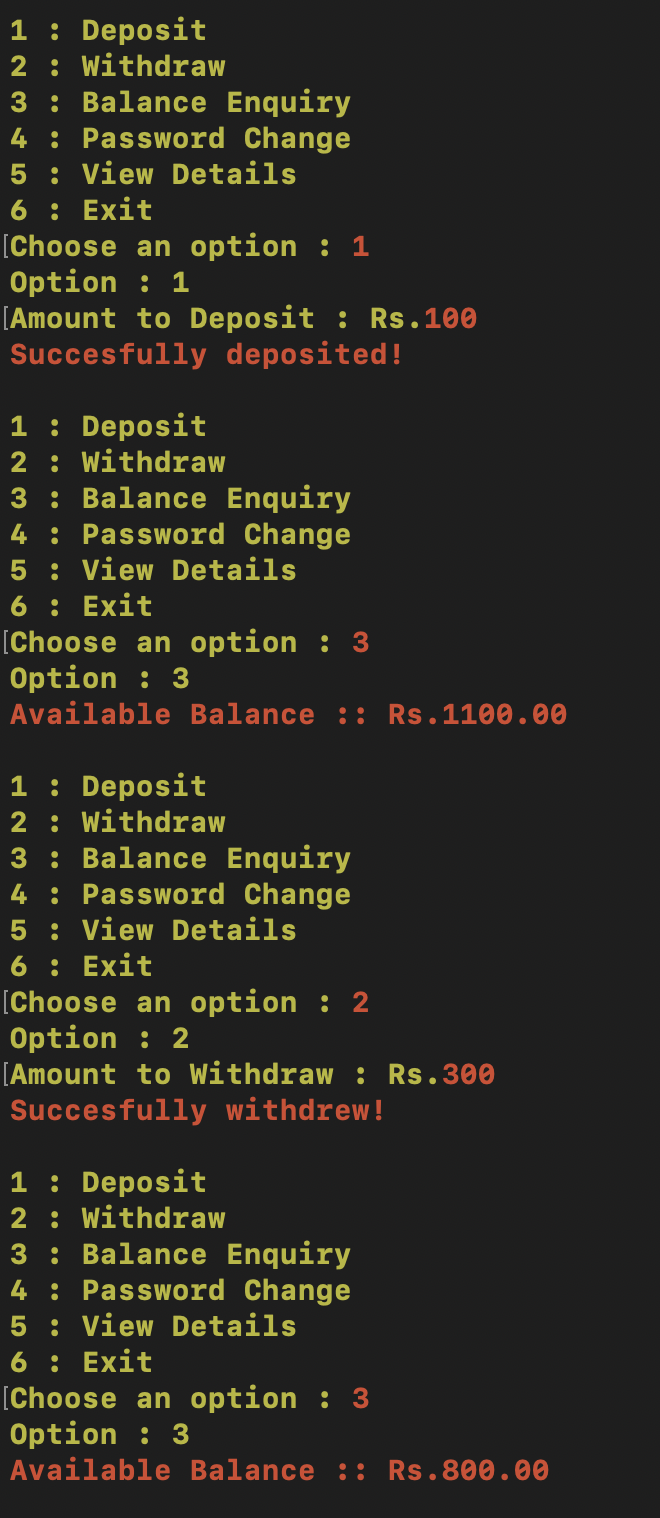 1 : Deposit
2 : Withdraw
3 : Balance Enquiry
4 : Password Change
5 : View Details
6 : Exit
[Choose an option : 1
Option : 1
[Amount to Deposit : Rs.100
Succesfully deposited!

1 : Deposit
2 : Withdraw
3 : Balance Enquiry
4 : Password Change
5 : View Details
6 : Exit
[Choose an option : 3
Option : 3
Available Balance :: Rs.1100.00

1 : Deposit
2 : Withdraw
3 : Balance Enquiry
4 : Password Change
5 : View Details
6 : Exit
[Choose an option : 2
Option : 2
[Amount to Withdraw : Rs.300
Succesfully withdrew!

1 : Deposit
2 : Withdraw
3 : Balance Enquiry
4 : Password Change
5 : View Details
6 : Exit
[Choose an option : 3
Option : 3
Available Balance :: Rs.800.00